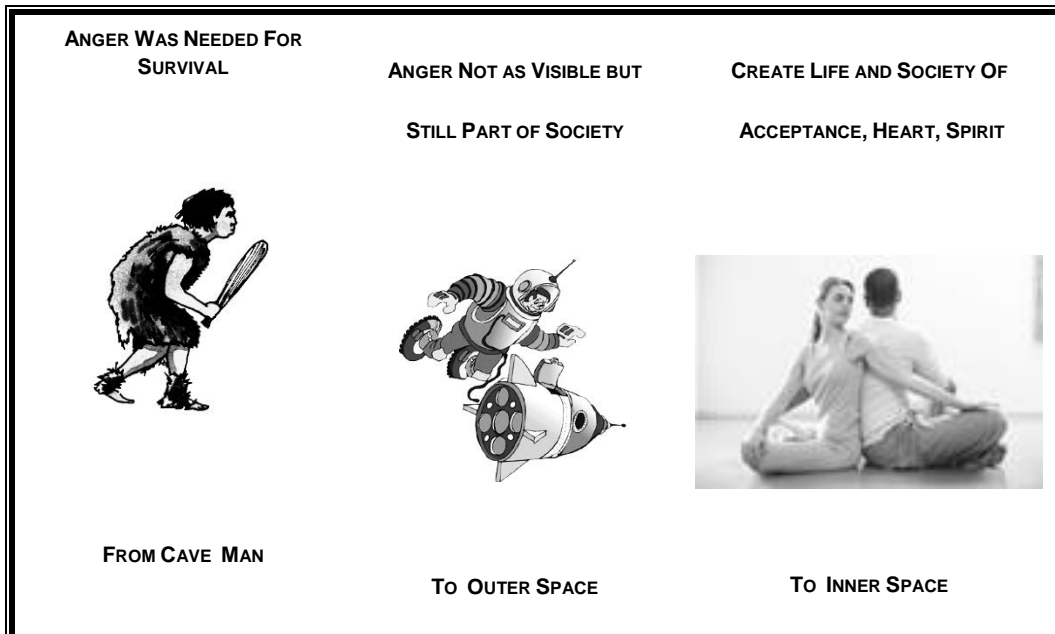 ANGER WAS NEEDED FOR
SURVIVAL
ANGER NOT AS VISIBLE BUT
STILL PART OF SOCIETY
CREATE LIFE AND SOCIETY OF
ACCEPTANCE, HEART, SPIRIT
FROM CAVE MAN
TO OUTER SPACE
TO INNER SPACE